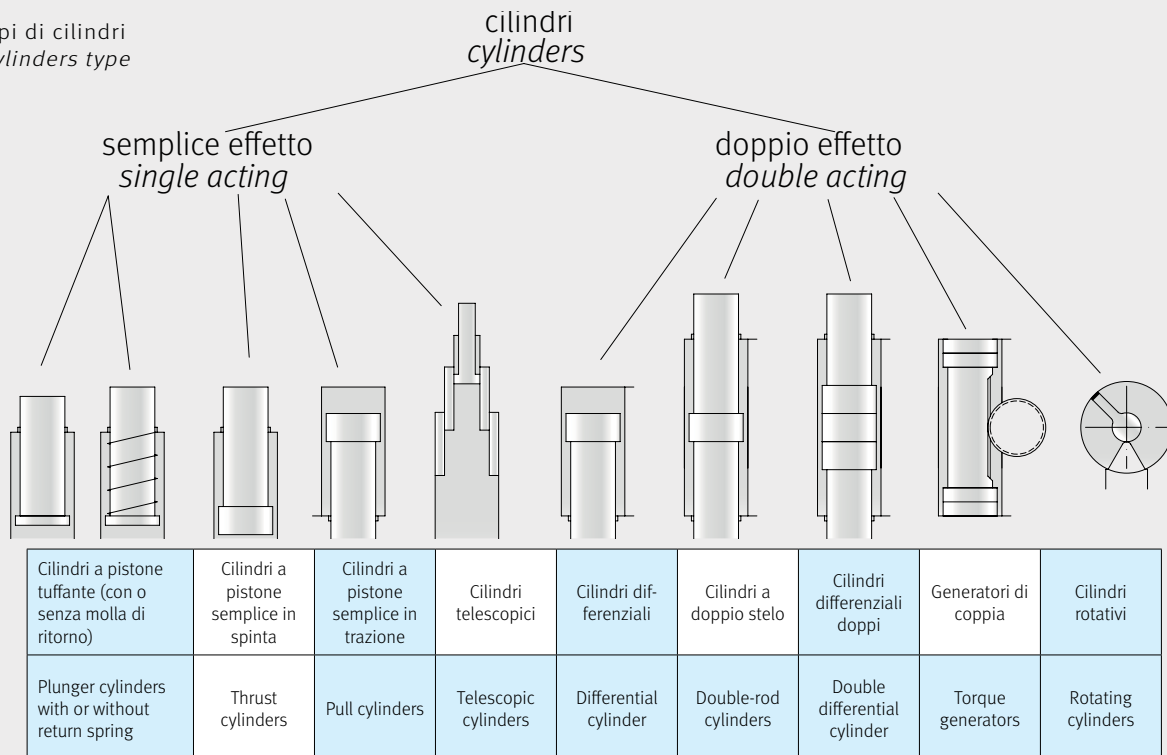 pi di cilindri
ylinders type
cilindri
cylinders
semplice effetto
single acting
doppio effetto
double acting
Cilindri a pistone
tuffante (con o
senza molla di
ritorno)
Cilindri a
pistone
semplice in
spinta
Cilindri a
pistone
semplice in
trazione
Cilindri
telescopici
Cilindri dif-
ferenziali
Cilindri a
doppio stelo
Cilindri
differenziali
doppi
Generatori di
coppia
Cilindri
rotativi
Plunger cylinders
with or without
return spring
Thrust
cylinders
Pull cylinders
Telescopic
cylinders
Differential
cylinder
Double-rod
cylinders
Double
differential
cylinder
Torque
generators
Rotating
cylinders